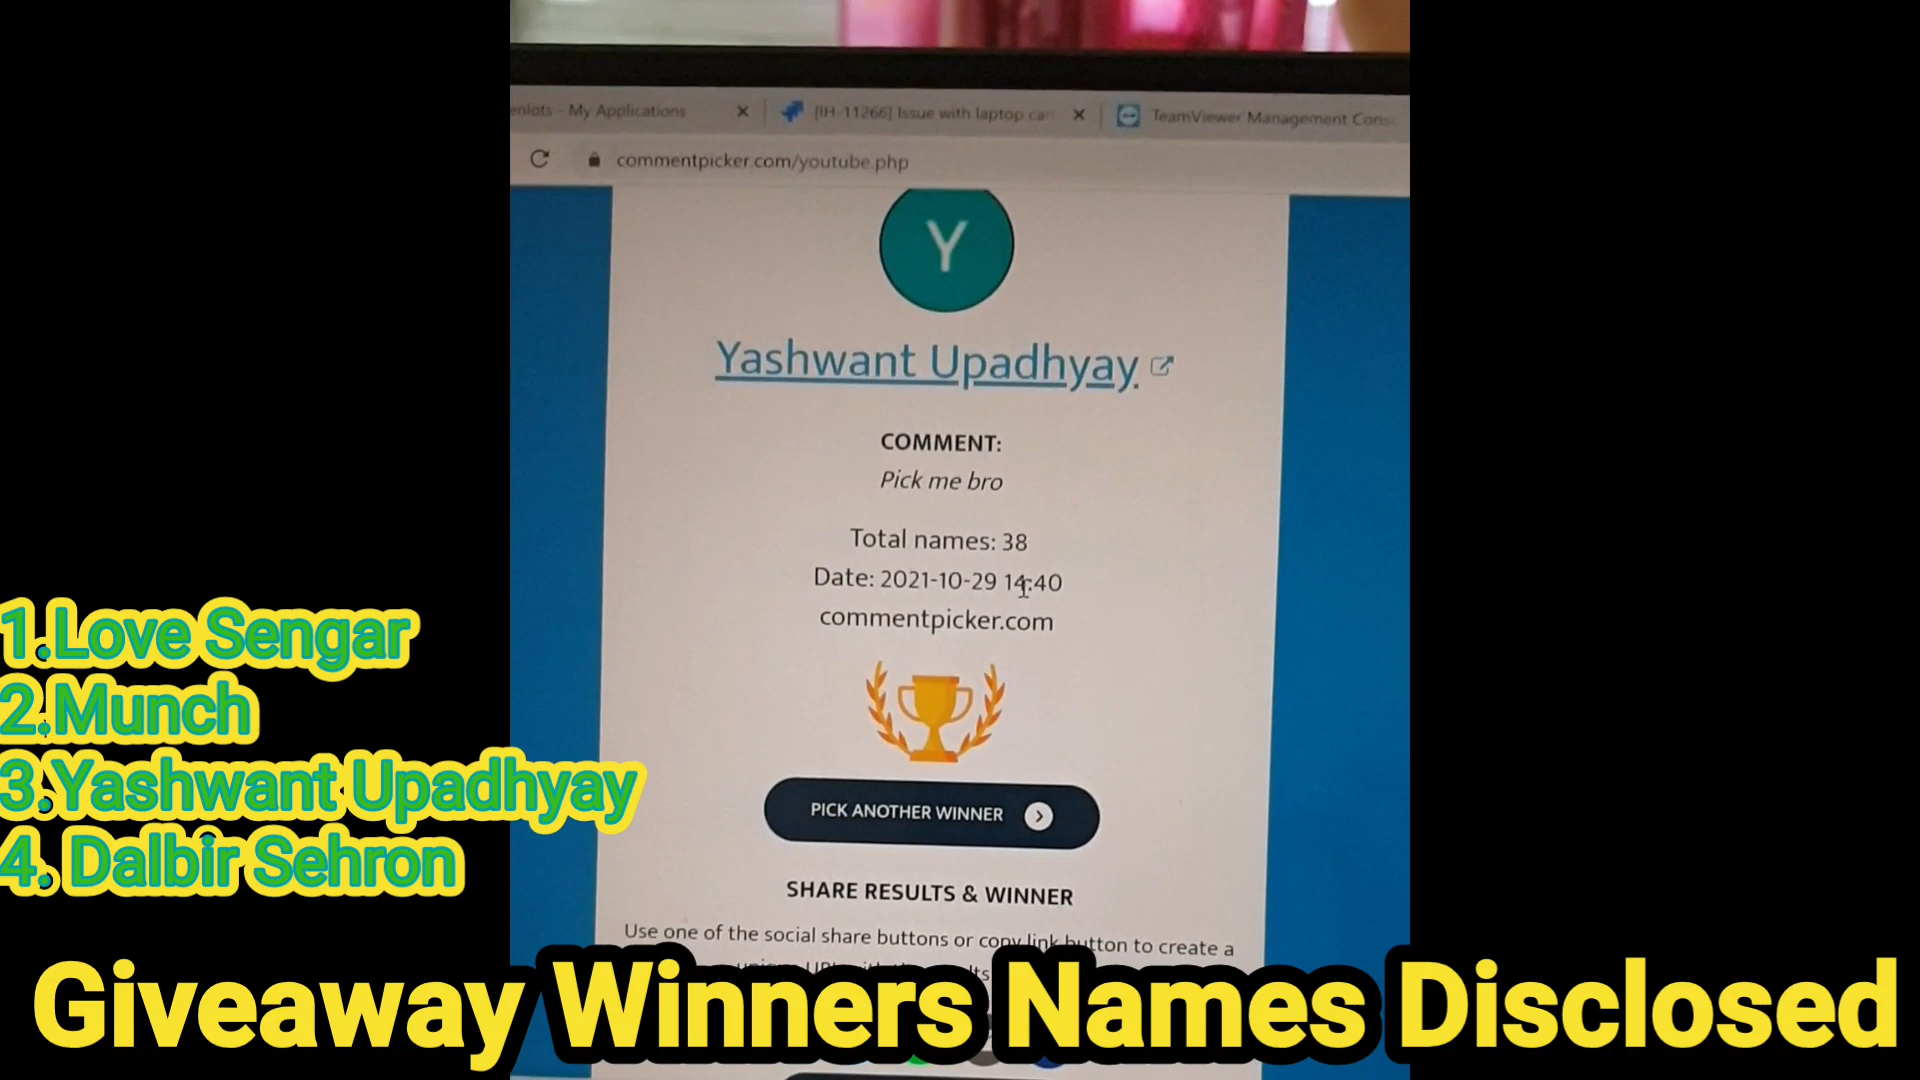 enlots - My Applications
[IH-11266] Issue with laptop cam
TeamViewer Management Conso
commentpicker.com/youtube.php
Y
Yashwant Upadhyay
COMMENT:
Pick me bro
Total names: 38
Date: 2021-10-29 14:40
commentpicker.com
PICK ANOTHER WINNER
SHARE RESULTS & WINNER
Use one of the social share buttons or copy link button to create a
1.Love Sengar
2.Munch
3.Yashwant Upadhyay
4. Dalbir Sehron
Giveaway Winners Names Disclosed